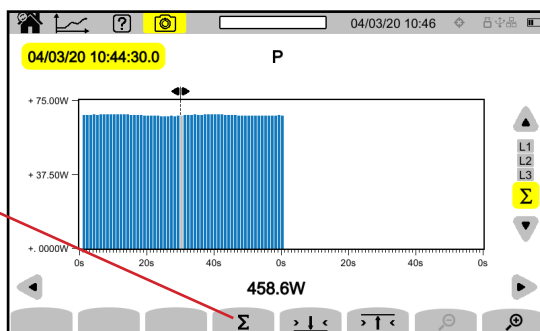 ?
04/03/20 10:46
04/03/20 10:44:30.0
P
+ 75.00W
+ 37.50W
+. 0000W
0s 20s 40s 0s 20s 40s 0s
L1
L2
L3
Σ
458.6W
Σ